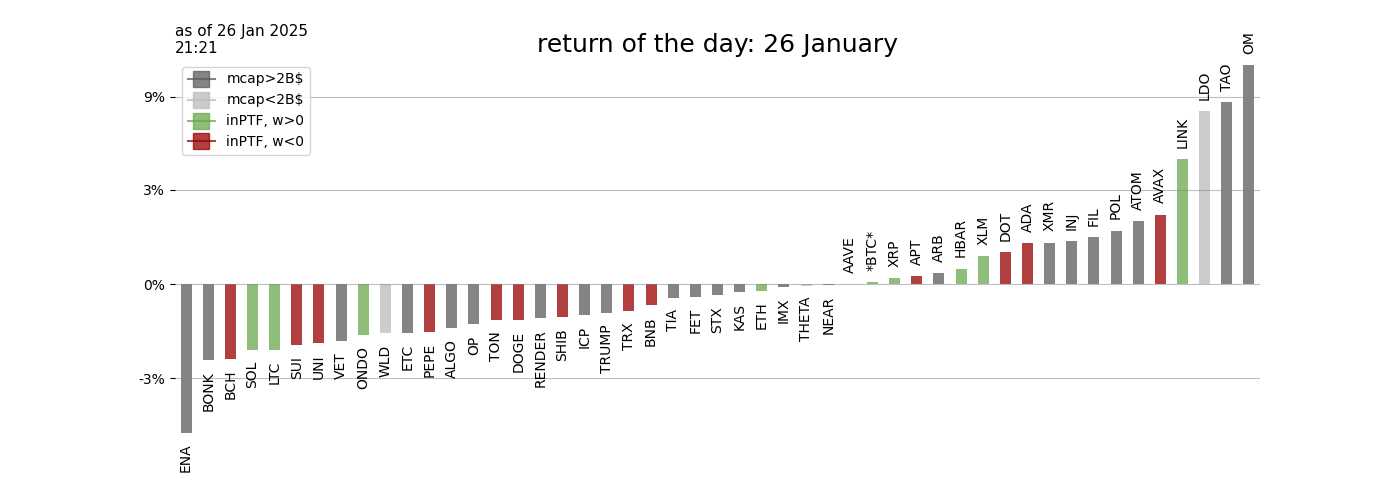 as of 26 Jan 2025
21:21
return of the day: 26 January
mcap>2B$
mcap<2B$
inPTF, w>0
inPTF, w<0
9%
3%
0%
-3%
ENA
BONK
BCH
SOL
LTC
SUI
UNI
VET
ONDO
WLD
ETC
PEPE
ALGO
OP
TON
DOGE
RENDER
SHIB
ICP
TRUMP
TRX
BNB
TIA
FET
STX
KAS
ETH
IMX
THETA
NEAR
AAVE
*BTC*
XRP
APT
ARB
HBAR
XLM
DOT
ADA
XMR
INJ
FIL
POL
ATOM
AVAX
LINK
LDO
TAO
OM